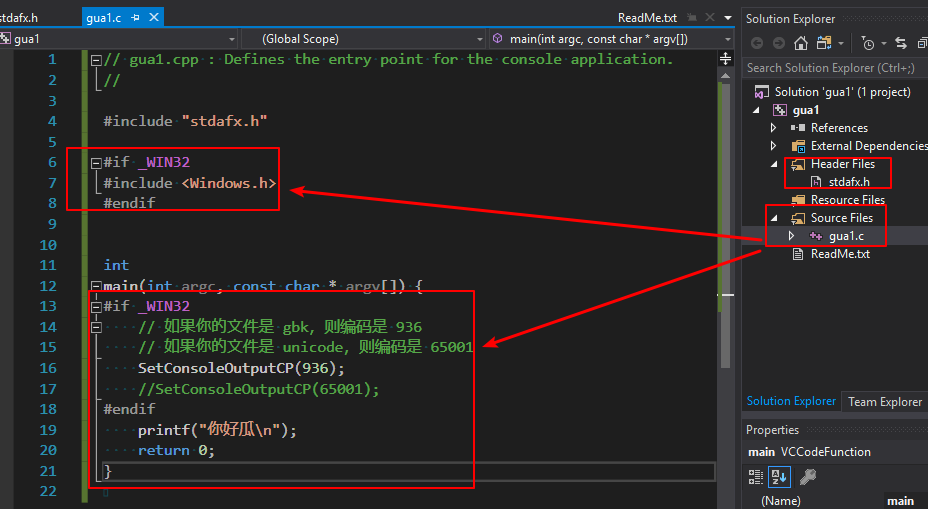 stdafx.h
gua1.c
ReadMe.txt
gua1
(Global Scope)
main(int argc, const char * argv[])
1 // gua1.cpp : Defines the entry point for the console application.
2 //
3
4 #include "stdafx.h"
5
6 #if _WIN32
7 #include <Windows.h>
8 #endif
9
10
11 int
12 main(int argc, const char * argv[]) {
13 #if _WIN32
14 // 如果你的文件是 gbk, 则编码是 936
15 // 如果你的文件是 unicode, 则编码是 65001
16 SetConsoleOutputCP(936);
17 //SetConsoleOutputCP(65001);
18 #endif
19 printf("你好瓜\n");
20 return 0;
21 }
22
Solution Explorer
Search Solution Explorer (Ctrl+;)
Solution 'gua1' (1 project)
gua1
References
External Dependencies
Header Files
stdafx.h
Resource Files
Source Files
gua1.c
ReadMe.txt
Solution Explorer
Team Explorer
Properties
main VCCodeFunction
(Name)
main